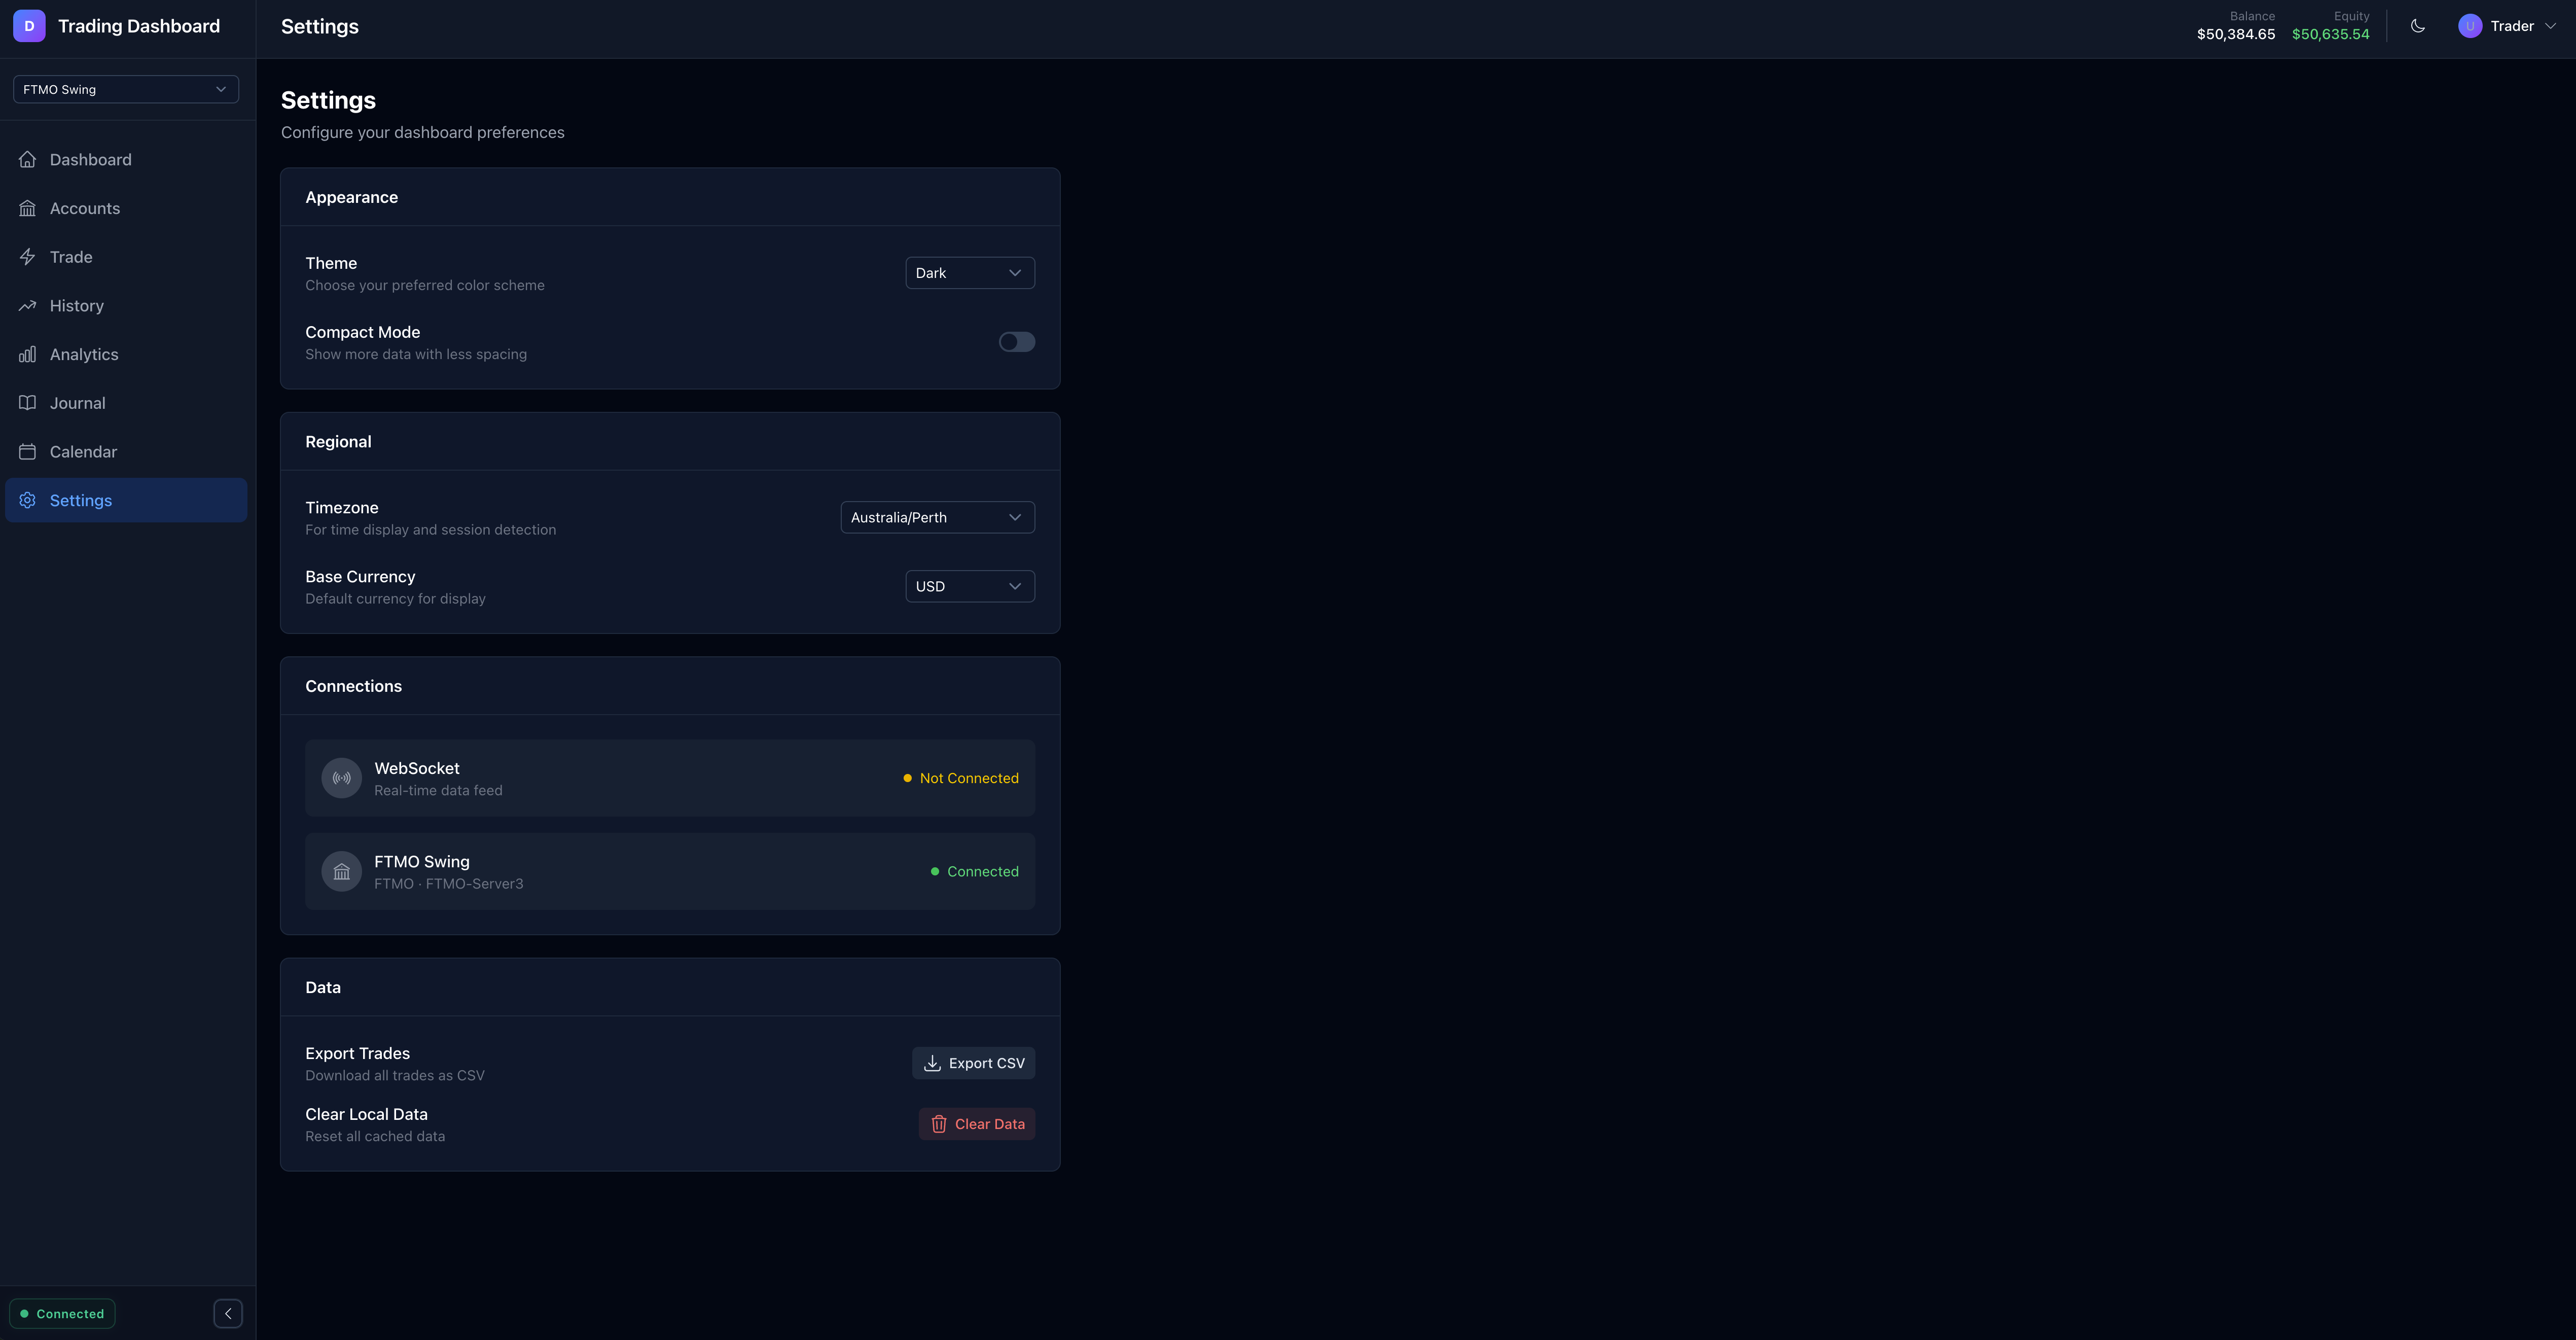 D
Trading Dashboard
Settings
Balance
$50,384.65
Equity
$50,635.54
U
Trader
FTMO Swing
Dashboard
Accounts
Trade
History
Analytics
Journal
Calendar
Settings
Connected
Settings
Configure your dashboard preferences
Appearance
Theme
Choose your preferred color scheme
Dark
Compact Mode
Show more data with less spacing
Regional
Timezone
For time display and session detection
Australia/Perth
Base Currency
Default currency for display
USD
Connections
WebSocket
Real-time data feed
Not Connected
FTMO Swing
FTMO · FTMO-Server3
Connected
Data
Export Trades
Download all trades as CSV
Export CSV
Clear Local Data
Reset all cached data
Clear Data